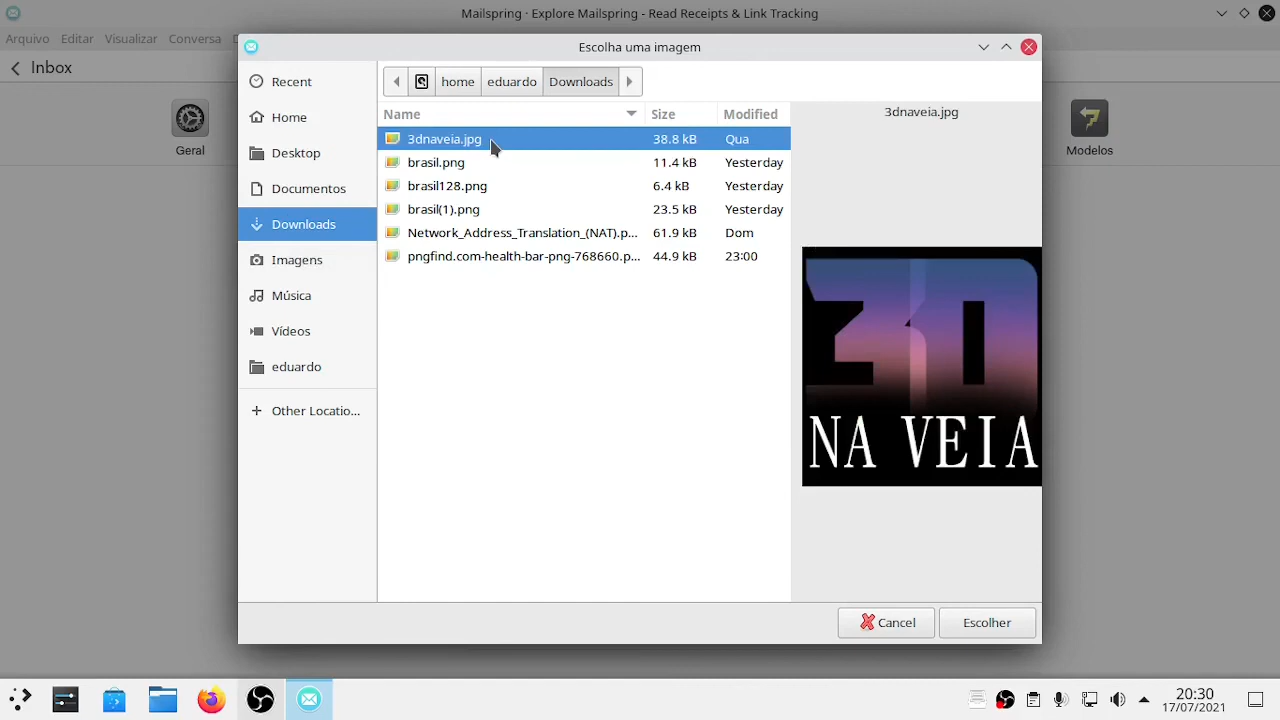 Mailspring · Explore Mailspring - Read Receipts & Link Tracking
Arquivo Editar Visualizar Conversa
Inbox
Geral
Modelos
Escolha uma imagem
Recent
Home
Desktop
Documentos
Downloads
Imagens
Música
Vídeos
eduardo
Other Locatio...
home eduardo Downloads
Name Size Modified
3dnaveia.jpg 38.8 kB Qua
brasil.png 11.4 kB Yesterday
brasil128.png 6.4 kB Yesterday
brasil(1).png 23.5 kB Yesterday
Network_Address_Translation_(NAT).p... 61.9 kB Dom
pngfind.com-health-bar-png-768660.p... 44.9 kB 23:00
3dnaveia.jpg
3D
NA VEIA
Cancel Escolher
20:30
17/07/2021